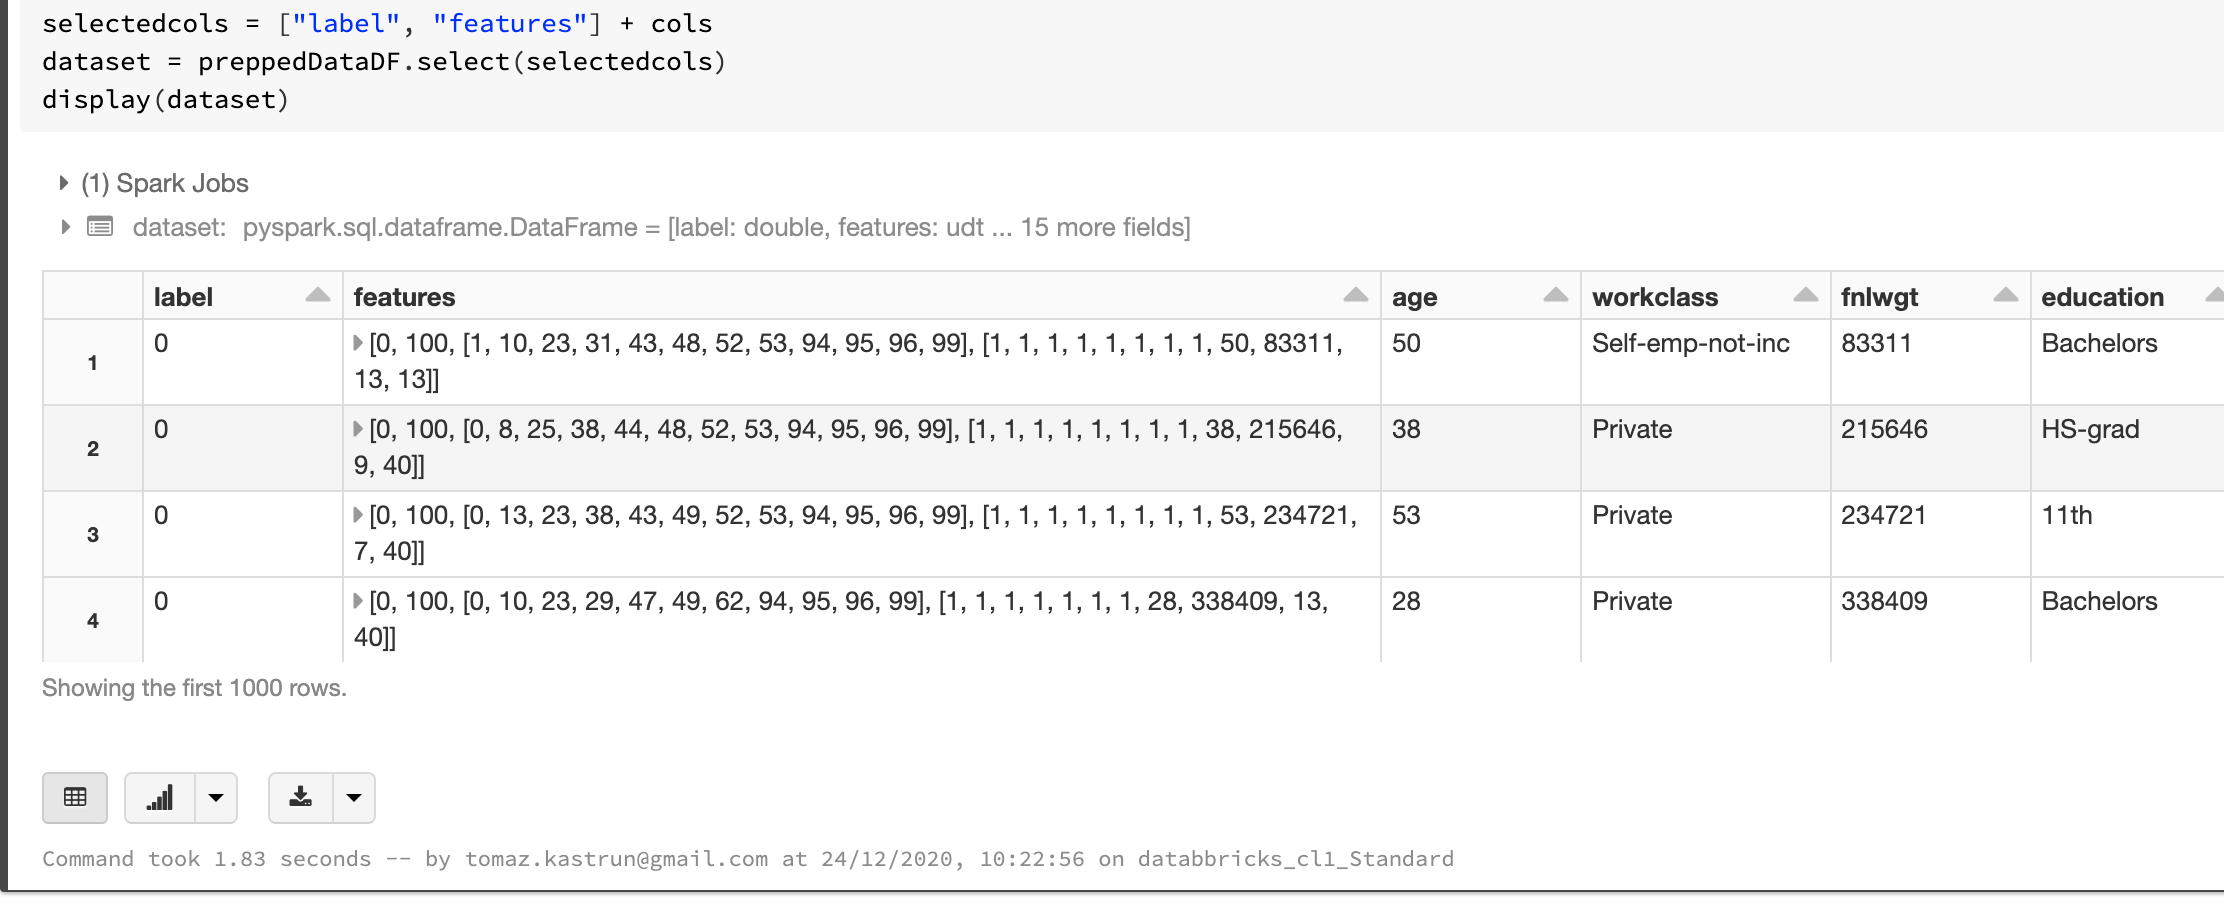 selectedcols = ["label", "features"] + cols
dataset = preppedDataDF.select(selectedcols)
display(dataset)
(1) Spark Jobs
dataset: pyspark.sql.dataframe.DataFrame = [label: double, features: udt ... 15 more fields]
label features age workclass fnlwgt education
1 0 [0, 100, [1, 10, 23, 31, 43, 48, 52, 53, 94, 95, 96, 99], [1, 1, 1, 1, 1, 1, 1, 1, 50, 83311, 50 Self-emp-not-inc 83311 Bachelors
13, 13]]
2 0 [0, 100, [0, 8, 25, 38, 44, 48, 52, 53, 94, 95, 96, 99], [1, 1, 1, 1, 1, 1, 1, 1, 38, 215646, 38 Private 215646 HS-grad
9, 40]]
3 0 [0, 100, [0, 13, 23, 38, 43, 49, 52, 53, 94, 95, 96, 99], [1, 1, 1, 1, 1, 1, 1, 1, 53, 234721, 53 Private 234721 11th
7, 40]]
4 0 [0, 100, [0, 10, 23, 29, 47, 49, 62, 94, 95, 96, 99], [1, 1, 1, 1, 1, 1, 1, 28, 338409, 13, 28 Private 338409 Bachelors
40]]
Showing the first 1000 rows.
Command took 1.83 seconds -- by tomaz.kastrun@gmail.com at 24/12/2020, 10:22:56 on databbricks_cl1_Standard